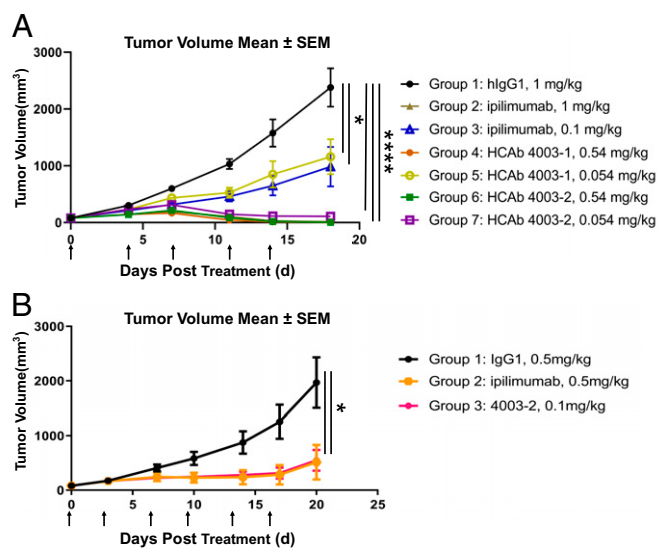 A
Tumor Volume Mean ± SEM
Tumor Volume(mm³)
3000
2000
1000
0
0 5 10 15 20
Days Post Treatment (d)
*
****
Group 1: hIgG1, 1 mg/kg
Group 2: ipilimumab, 1 mg/kg
Group 3: ipilimumab, 0.1 mg/kg
Group 4: HCAb 4003-1, 0.54 mg/kg
Group 5: HCAb 4003-1, 0.054 mg/kg
Group 6: HCAb 4003-2, 0.54 mg/kg
Group 7: HCAb 4003-2, 0.054 mg/kg
B
Tumor Volume Mean ± SEM
Tumor Volume(mm³)
3000
2000
1000
0
0 5 10 15 20 25
Days Post Treatment (d)
*
Group 1: IgG1, 0.5mg/kg
Group 2: ipilimumab, 0.5mg/kg
Group 3: 4003-2, 0.1mg/kg